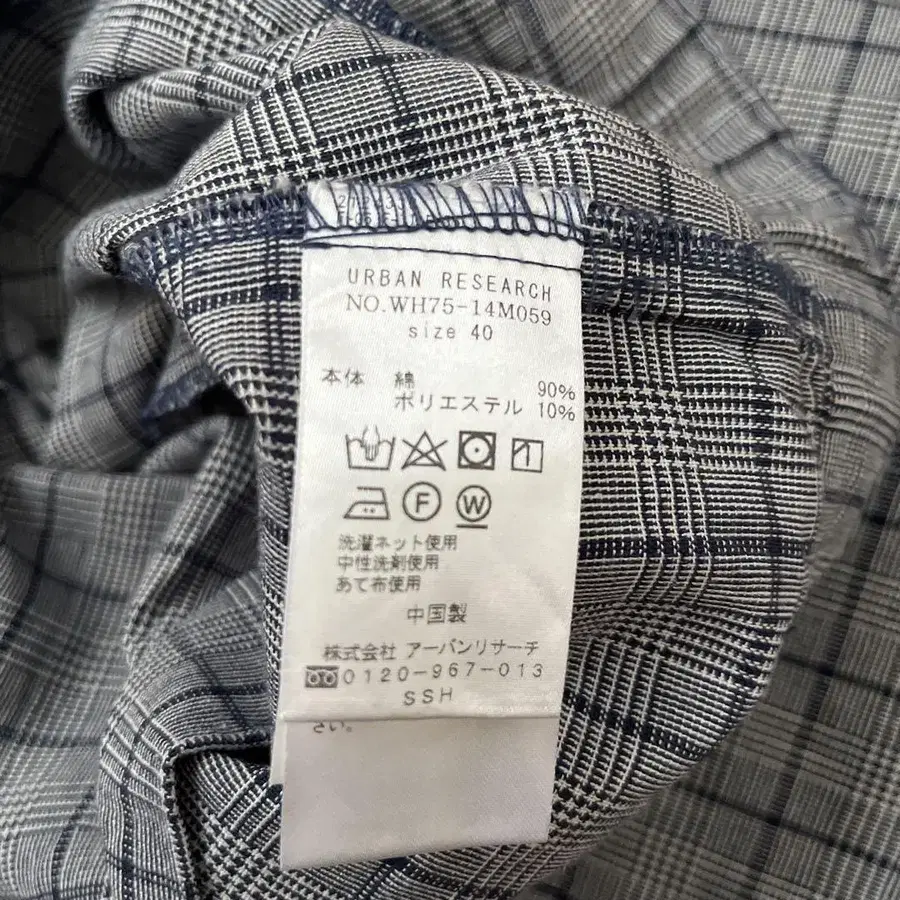 URBAN RESEARCH
NO.WH75-14M059
size 40
本体 綿 90%
ポリエステル 10%
F W
洗濯ネット使用
中性洗剤使用
あて布使用
中国製
株式会社 アーバンリサーチ
0120-967-013
SSH
さい。